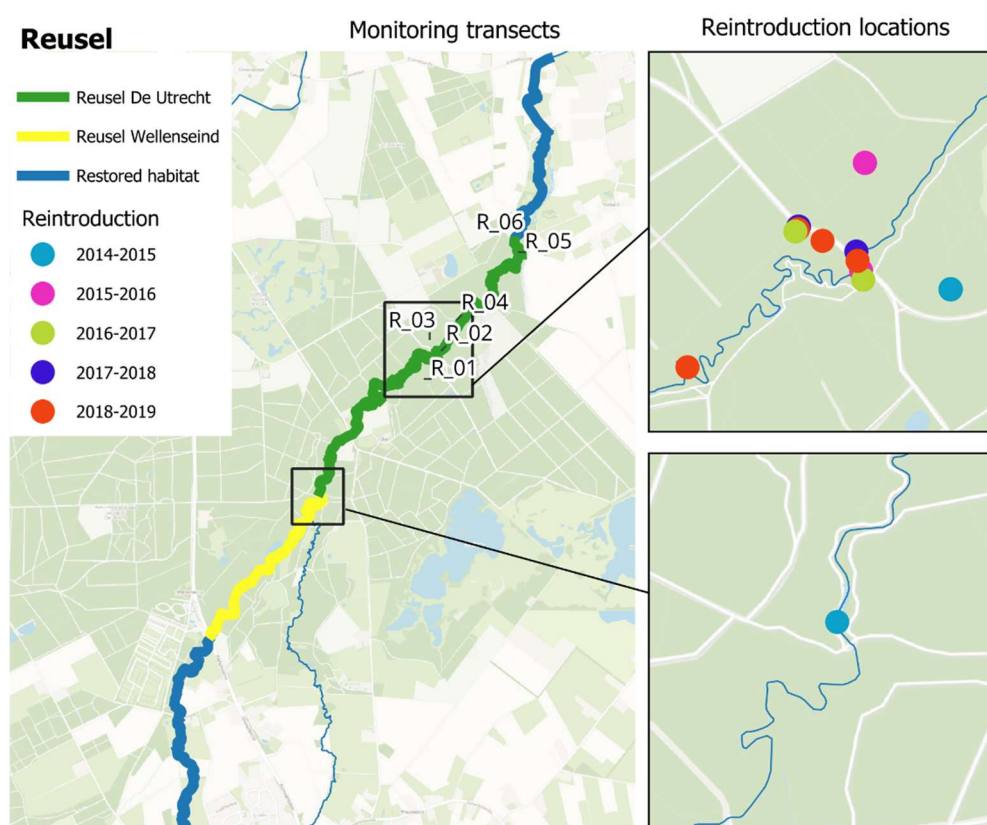 Reusel
Monitoring transects
Reintroduction locations
Reusel De Utrecht
Reusel Wellenseind
Restored habitat
Reintroduction
2014-2015
2015-2016
2016-2017
2017-2018
2018-2019
R_06
R_05
R_04
R_03
R_02
R_01